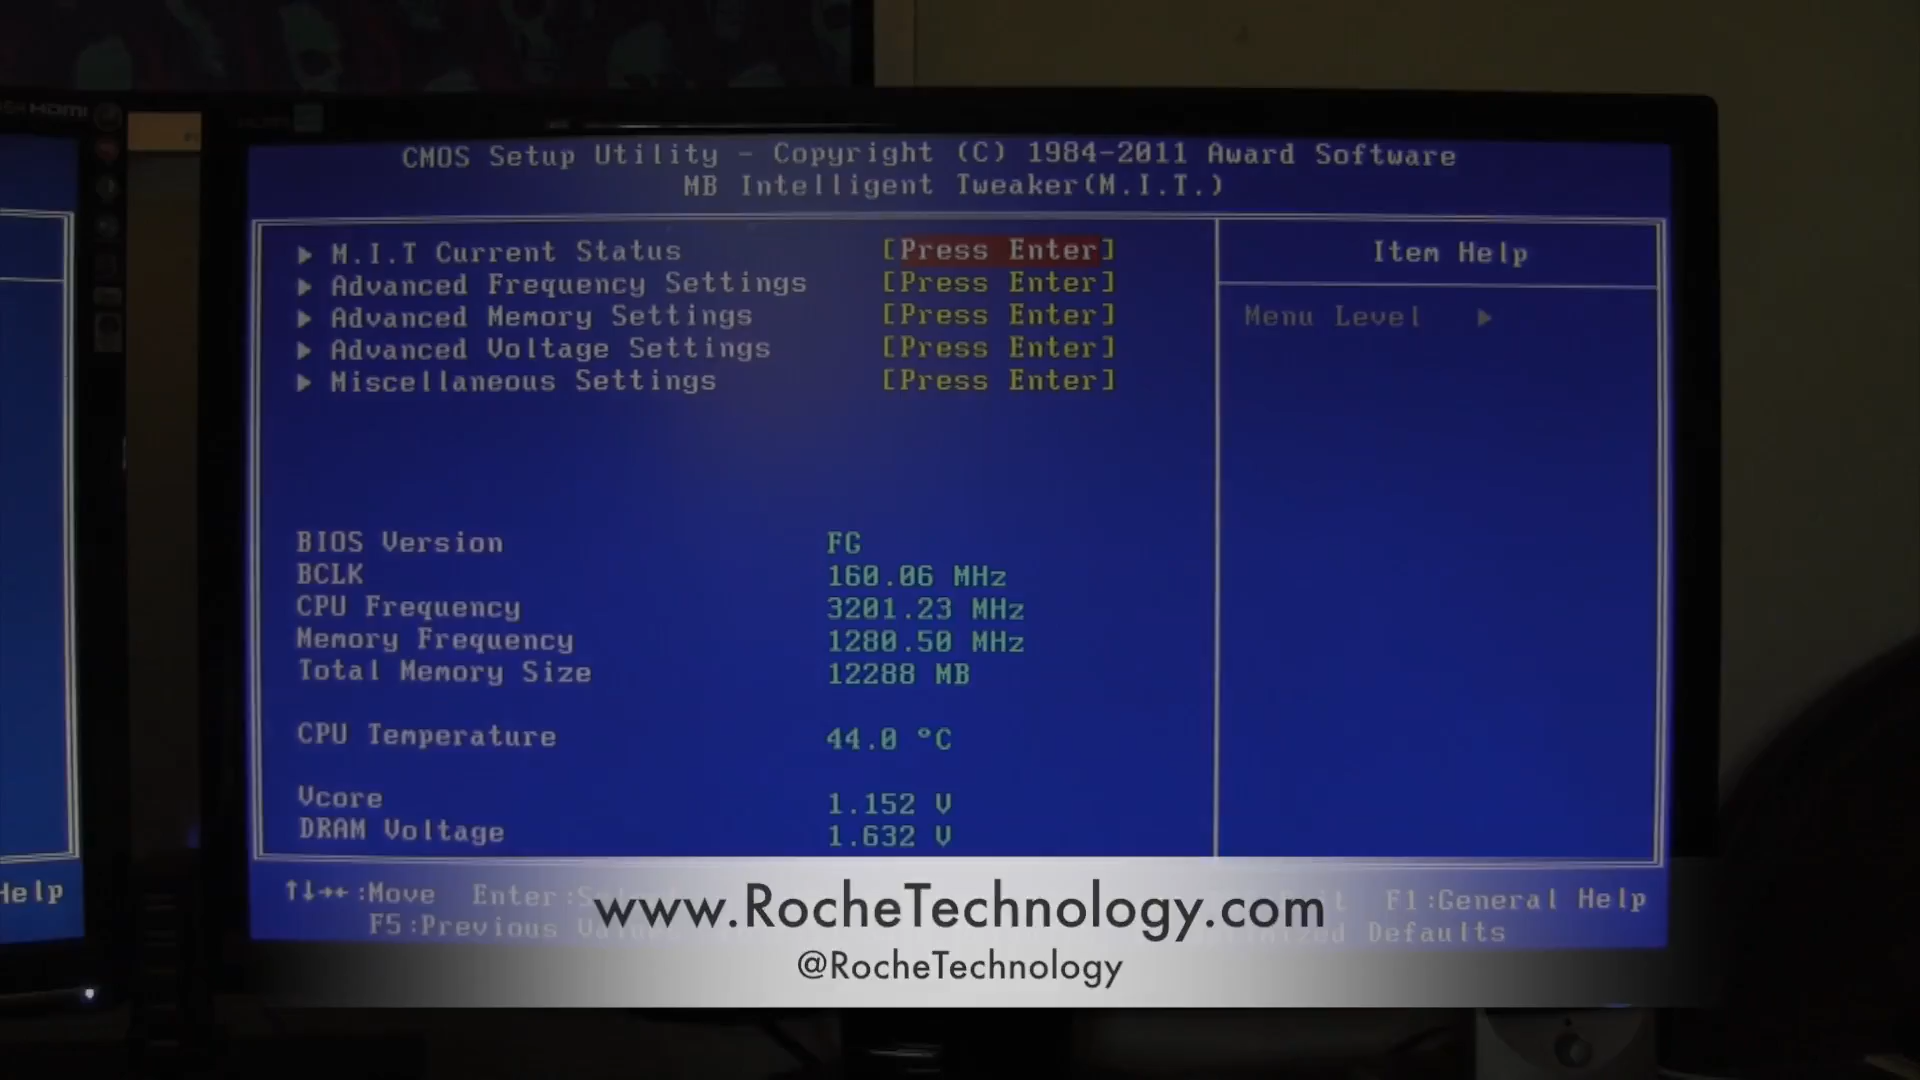 HDMI
CMOS Setup Utility - Copyright (C) 1984-2011 Award Software
MB Intelligent Tweaker(M.I.T.)
▶ M.I.T Current Status [Press Enter]
▶ Advanced Frequency Settings [Press Enter]
▶ Advanced Memory Settings [Press Enter]
▶ Advanced Voltage Settings [Press Enter]
▶ Miscellaneous Settings [Press Enter]
Item Help
Menu Level ▶
BIOS Version FG
BCLK 160.06 MHz
CPU Frequency 3201.23 MHz
Memory Frequency 1280.50 MHz
Total Memory Size 12288 MB
CPU Temperature 44.0 °C
Vcore 1.152 V
DRAM Voltage 1.632 V
Help
↑↓→←:Move Enter: F1:General Help
F5:Previous Defaults
www.RocheTechnology.com
@RocheTechnology